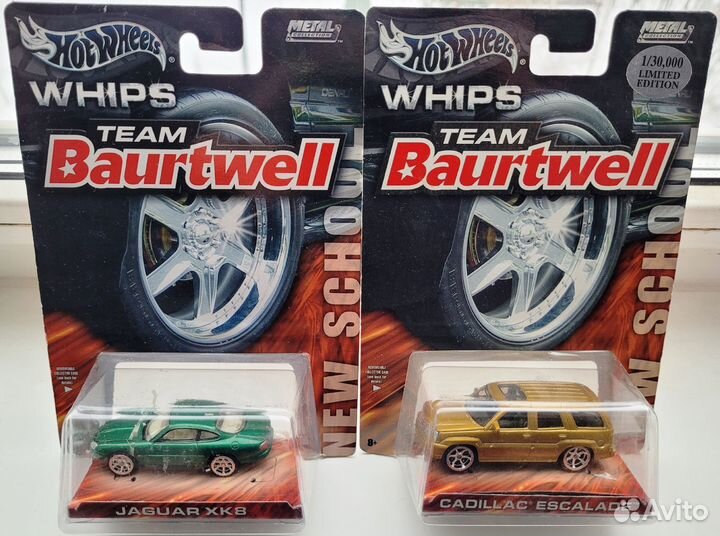 Hot Wheels
METAL
COLLECTION
WHIPS
TEAM
Baurtwell
NEW SCHOOL
JAGUAR XK8
Hot Wheels
METAL
COLLECTION
1/30,000
LIMITED
EDITION
WHIPS
TEAM
Baurtwell
SCHOOL
8+
CADILLAC ESCALADE
Avito